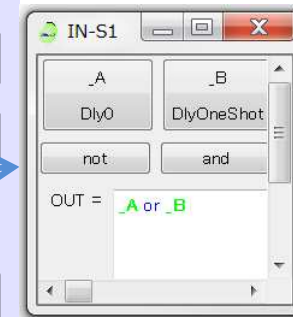 IN-S1
_A _B
Dly0 DlyOneShot
not and
OUT = _A or _B